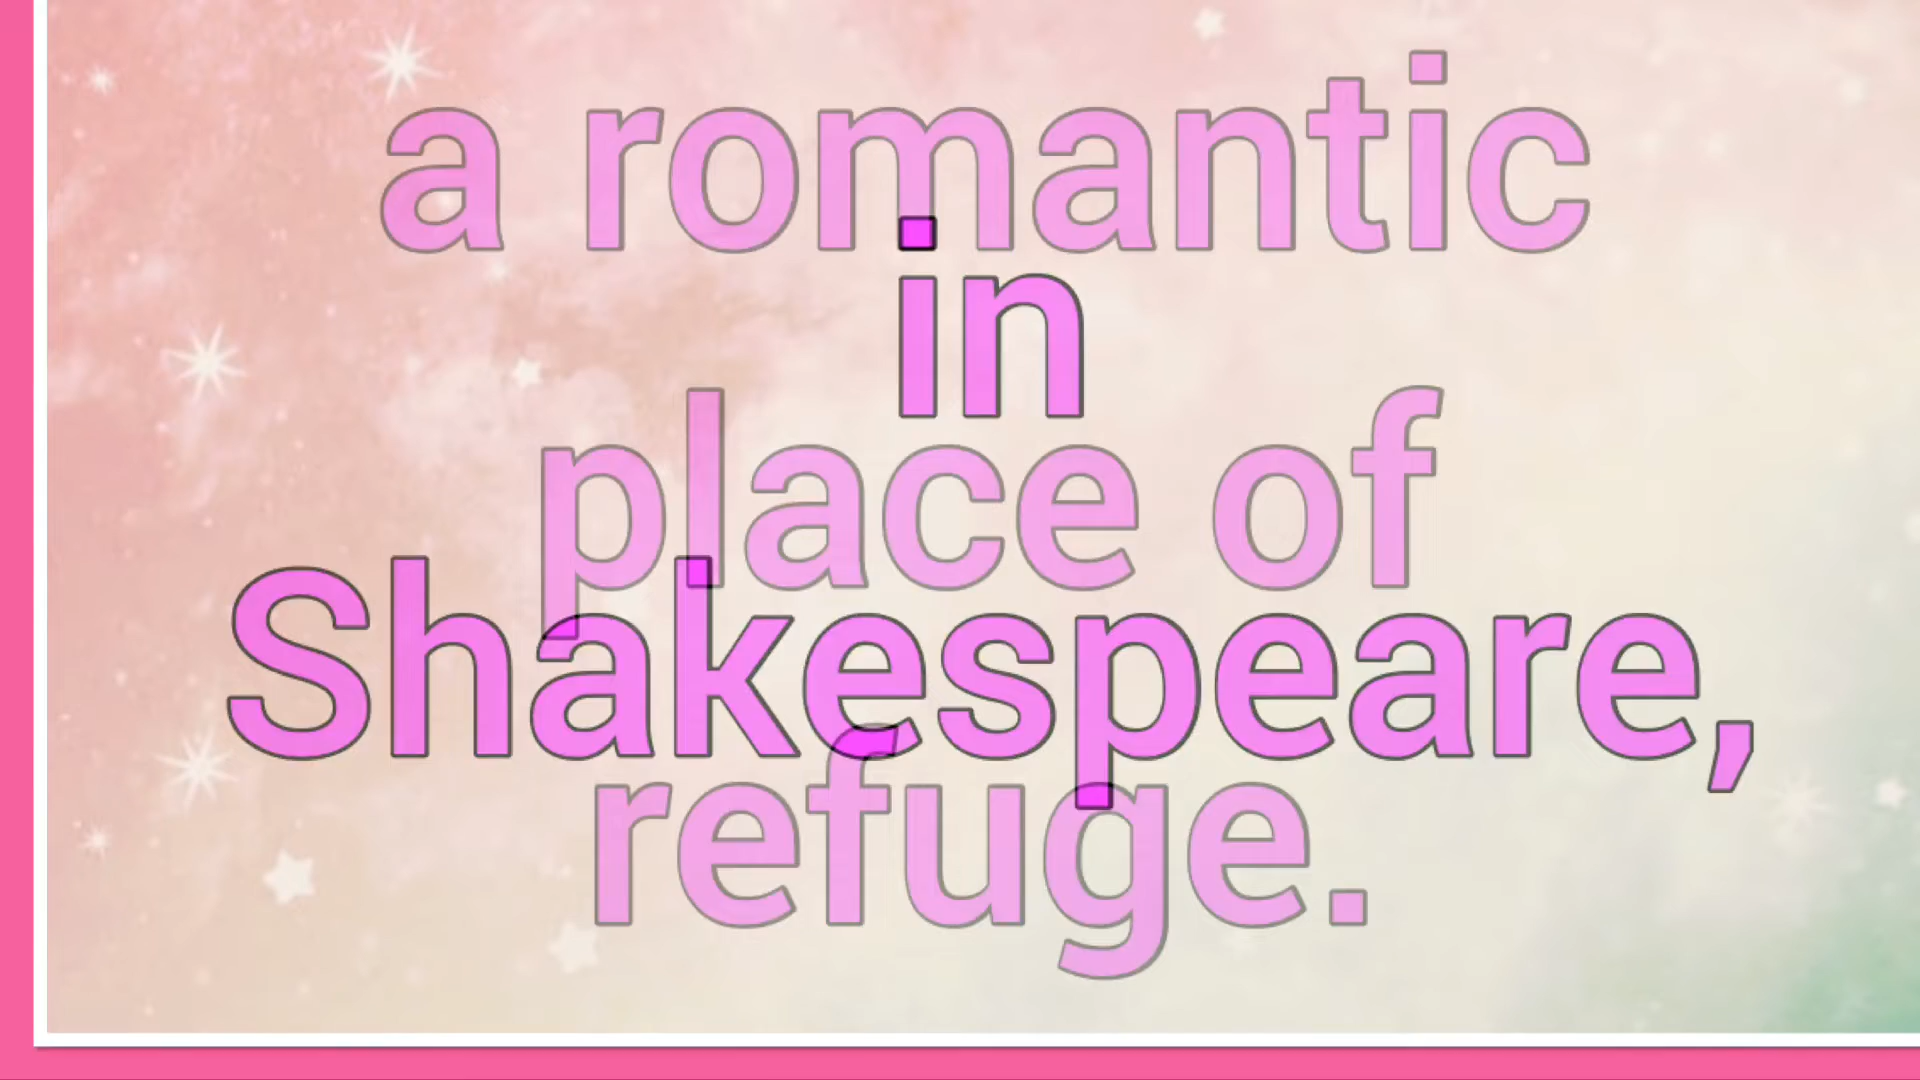 a romantic
in
place of
Shakespeare,
refuge.